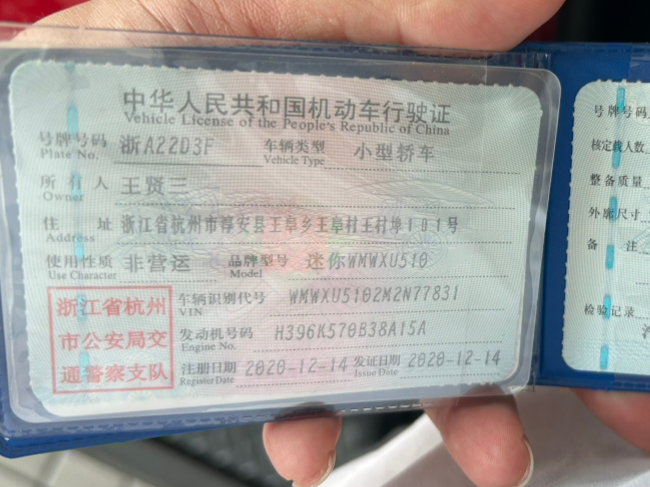 中华人民共和国机动车行驶证
Vehicle License of the People's Republic of China
号牌号码 浙A22D3F 车辆类型 小型轿车
Plate No. Vehicle Type
所有人 王贤三
Owner
住址 浙江省杭州市淳安县王阜乡王阜村王村埠101号
Address
使用性质 非营运 品牌型号 迷你WMWXU510
Use Character Model
浙江省杭州
市公安局交
通警察支队
车辆识别代号 WMWXU5102M2N77831
VIN
发动机号码 H396K570B38A15A
Engine No.
注册日期 2020-12-14 发证日期 2020-12-14
Register Date Issue Date
号牌号码
核定载人数
整备质量
外廓尺寸
备注
检验记录